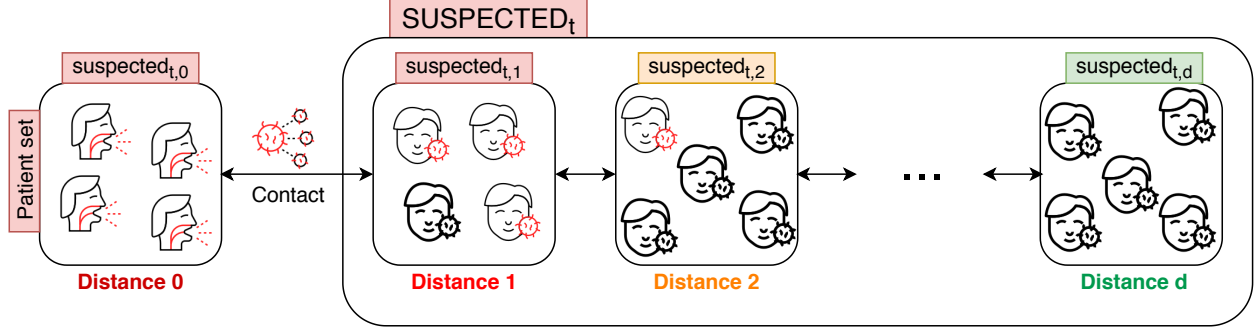 SUSPECTEDt
suspectedt,0
suspectedt,1
suspectedt,2
suspectedt,d
Patient set
Contact
...
Distance 0
Distance 1
Distance 2
Distance d